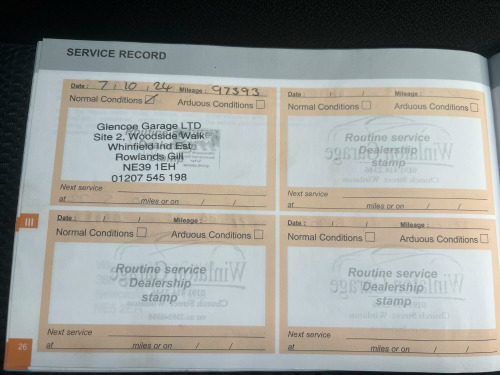 SERVICE RECORD
Date : 7 / 10 / 24 Mileage : 97393
Normal Conditions ☑ Arduous Conditions ☐
Glencoe Garage LTD
Site 2, Woodside Walk
Whinfield Ind Est
Rowlands Gill
NE39 1EH
01207 545 198
Next service
at miles or on / /
Date : / / Mileage :
Normal Conditions ☐ Arduous Conditions ☐
Routine service
Dealership
stamp
Next service
at miles or on / /
III
Date : / / Mileage :
Normal Conditions ☐ Arduous Conditions ☐
Routine service
Dealership
stamp
Next service
at miles or on / /
Date : / / Mileage :
Normal Conditions ☐ Arduous Conditions ☐
Routine service
Dealership
stamp
Next service
at miles or on / /
26